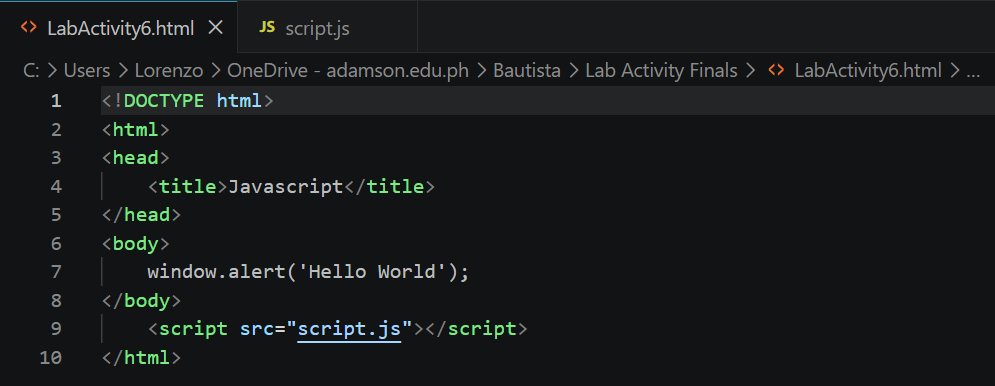 <> LabActivity6.html × JS script.js
C: > Users > Lorenzo > OneDrive - adamson.edu.ph > Bautista > Lab Activity Finals > <> LabActivity6.html > ...
1 <!DOCTYPE html>
2 <html>
3 <head>
4     <title>Javascript</title>
5 </head>
6 <body>
7     window.alert('Hello World');
8 </body>
9     <script src="script.js"></script>
10 </html>